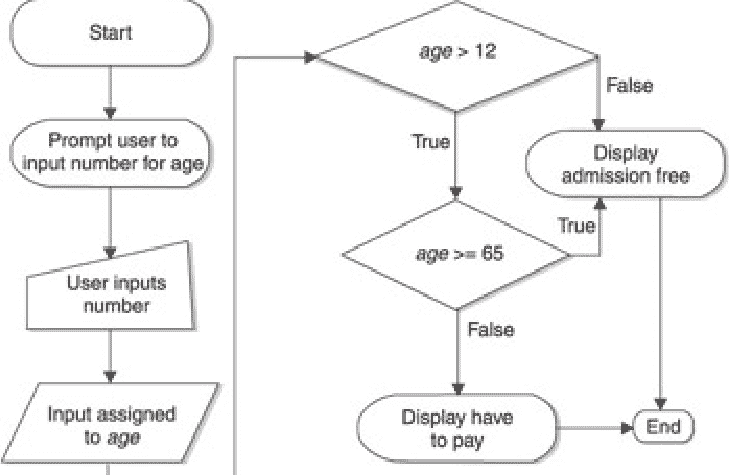 Start
Prompt user to
input number for age
User inputs
number
Input assigned
to age
age > 12
False
True
Display
admission free
True
age >= 65
False
Display have
to pay
End